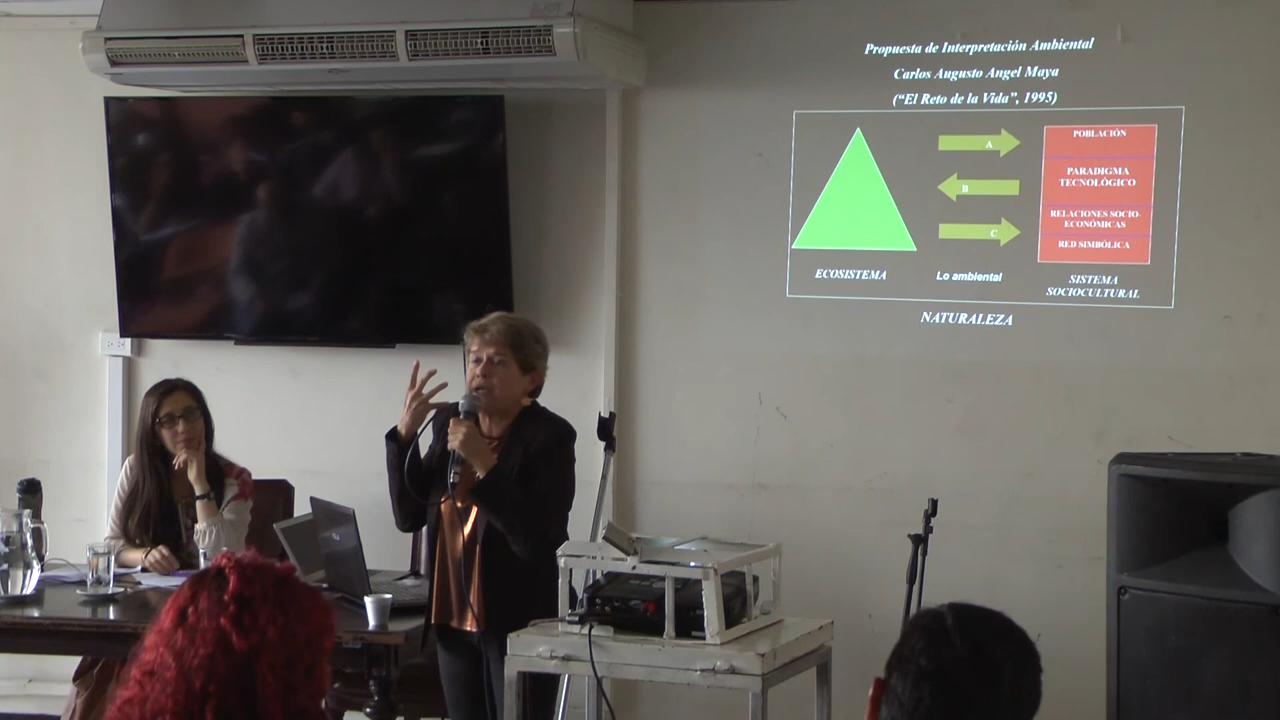 Propuesta de Interpretación Ambiental
Carlos Augusto Angel Maya
(“El Reto de la Vida”, 1995)
A
B
C
POBLACIÓN
PARADIGMA
TECNOLÓGICO
RELACIONES SOCIO-
ECONÓMICAS
RED SIMBÓLICA
ECOSISTEMA
Lo ambiental
SISTEMA
SOCIOCULTURAL
NATURALEZA